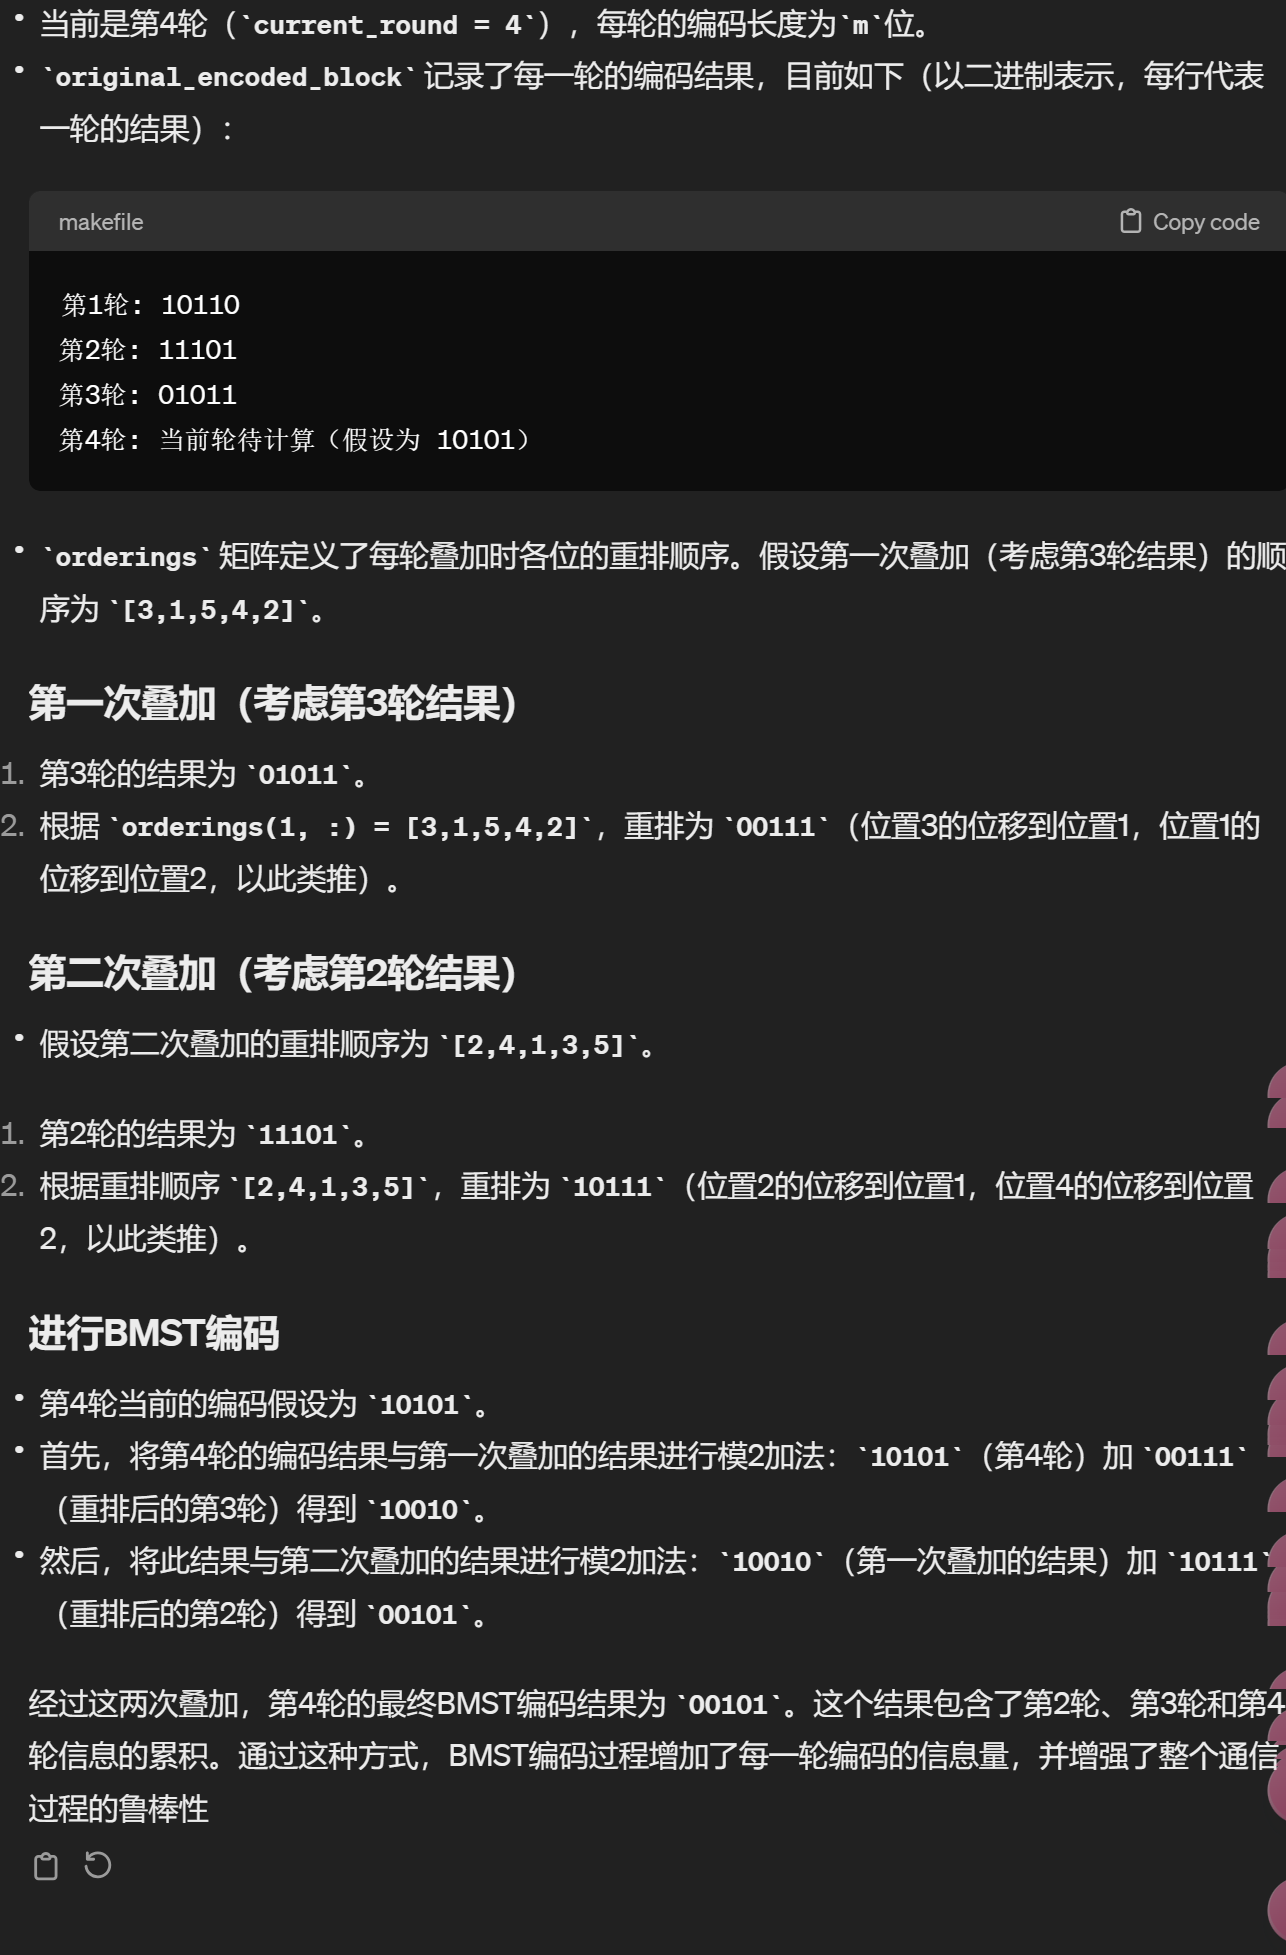 • 当前是第4轮（`current_round = 4`），每轮的编码长度为`m`位。
• `original_encoded_block` 记录了每一轮的编码结果，目前如下（以二进制表示，每行代表
一轮的结果）：
makefile Copy code
第1轮: 10110
第2轮: 11101
第3轮: 01011
第4轮: 当前轮待计算（假设为 10101）
• `orderings` 矩阵定义了每轮叠加时各位的重排顺序。假设第一次叠加（考虑第3轮结果）的顺
序为 `[3,1,5,4,2]`。
第一次叠加（考虑第3轮结果）
1. 第3轮的结果为 `01011`。
2. 根据 `orderings(1, :) = [3,1,5,4,2]`，重排为 `00111`（位置3的位移到位置1，位置1的
位移到位置2，以此类推）。
第二次叠加（考虑第2轮结果）
• 假设第二次叠加的重排顺序为 `[2,4,1,3,5]`。
1. 第2轮的结果为 `11101`。
2. 根据重排顺序 `[2,4,1,3,5]`，重排为 `10111`（位置2的位移到位置1，位置4的位移到位置
2，以此类推）。
进行BMST编码
• 第4轮当前的编码假设为 `10101`。
• 首先，将第4轮的编码结果与第一次叠加的结果进行模2加法：`10101`（第4轮）加 `00111`
（重排后的第3轮）得到 `10010`。
• 然后，将此结果与第二次叠加的结果进行模2加法：`10010`（第一次叠加的结果）加 `10111`
（重排后的第2轮）得到 `00101`。
经过这两次叠加，第4轮的最终BMST编码结果为 `00101`。这个结果包含了第2轮、第3轮和第4
轮信息的累积。通过这种方式，BMST编码过程增加了每一轮编码的信息量，并增强了整个通信
过程的鲁棒性